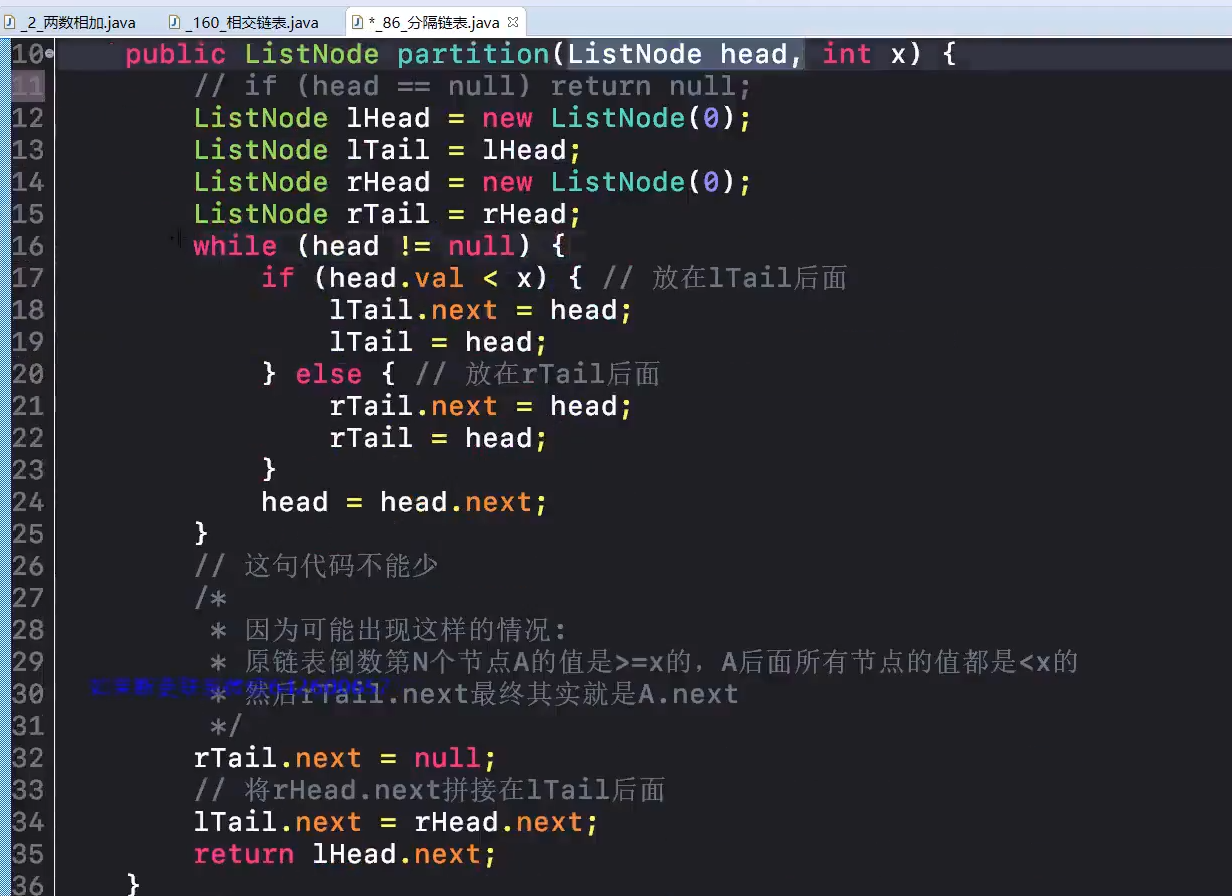 _2_两数相加.java _160_相交链表.java *_86_分隔链表.java
10 public ListNode partition(ListNode head, int x) {
11 // if (head == null) return null;
12 ListNode lHead = new ListNode(0);
13 ListNode lTail = lHead;
14 ListNode rHead = new ListNode(0);
15 ListNode rTail = rHead;
16 while (head != null) {
17 if (head.val < x) { // 放在lTail后面
18 lTail.next = head;
19 lTail = head;
20 } else { // 放在rTail后面
21 rTail.next = head;
22 rTail = head;
23 }
24 head = head.next;
25 }
26 // 这句代码不能少
27 /*
28 * 因为可能出现这样的情况:
29 * 原链表倒数第N个节点A的值是>=x的，A后面所有节点的值都是<x的
30 * 然后rTail.next最终其实就是A.next
31 */
32 rTail.next = null;
33 // 将rHead.next拼接在lTail后面
34 lTail.next = rHead.next;
35 return lHead.next;
36 }